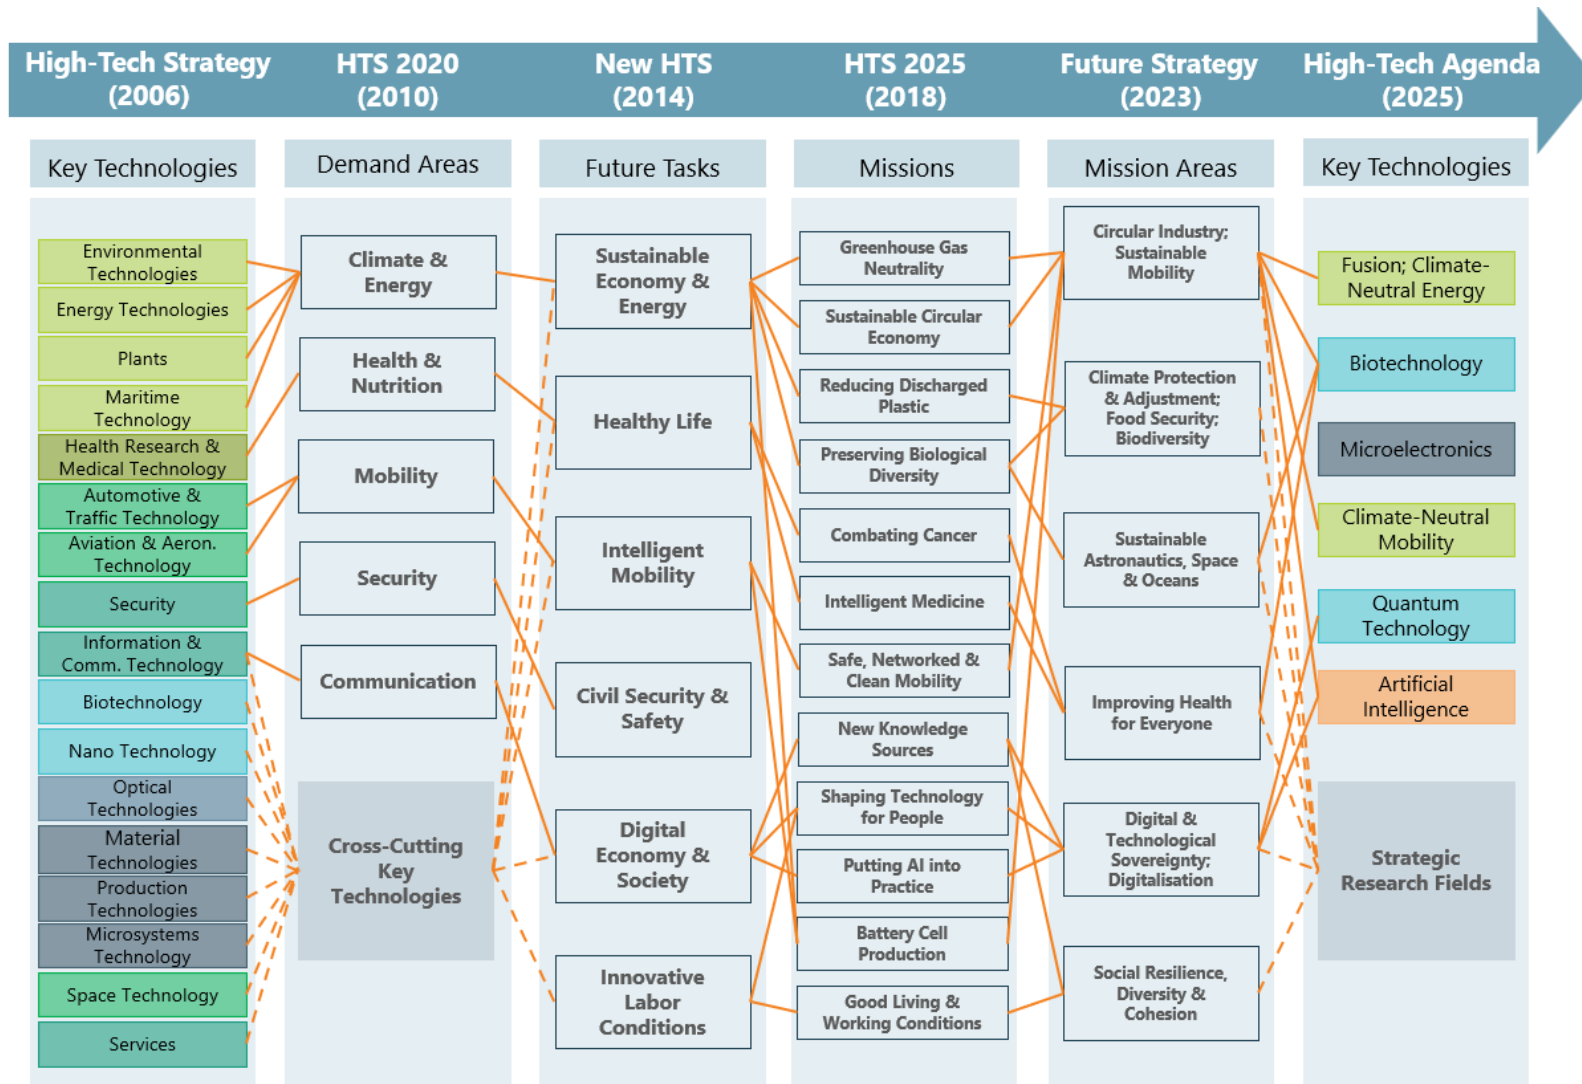 High-Tech Strategy
(2006)
HTS 2020
(2010)
New HTS
(2014)
HTS 2025
(2018)
Future Strategy
(2023)
High-Tech Agenda
(2025)
Key Technologies
Demand Areas
Future Tasks
Missions
Mission Areas
Key Technologies
Environmental
Technologies
Energy Technologies
Plants
Maritime
Technology
Health Research &
Medical Technology
Automotive &
Traffic Technology
Aviation & Aeron.
Technology
Security
Information &
Comm. Technology
Biotechnology
Nano Technology
Optical
Technologies
Material
Technologies
Production
Technologies
Microsystems
Technology
Space Technology
Services
Climate &
Energy
Health &
Nutrition
Mobility
Security
Communication
Cross-Cutting
Key
Technologies
Sustainable
Economy &
Energy
Healthy Life
Intelligent
Mobility
Civil Security &
Safety
Digital
Economy &
Society
Innovative
Labor
Conditions
Greenhouse Gas
Neutrality
Sustainable Circular
Economy
Reducing Discharged
Plastic
Preserving Biological
Diversity
Combating Cancer
Intelligent Medicine
Safe, Networked &
Clean Mobility
New Knowledge
Sources
Shaping Technology
for People
Putting AI into
Practice
Battery Cell
Production
Good Living &
Working Conditions
Circular Industry;
Sustainable
Mobility
Climate Protection
& Adjustment;
Food Security;
Biodiversity
Sustainable
Astronautics, Space
& Oceans
Improving Health
for Everyone
Digital &
Technological
Sovereignty;
Digitalisation
Social Resilience,
Diversity &
Cohesion
Fusion; Climate-
Neutral Energy
Biotechnology
Microelectronics
Climate-Neutral
Mobility
Quantum
Technology
Artificial
Intelligence
Strategic
Research Fields